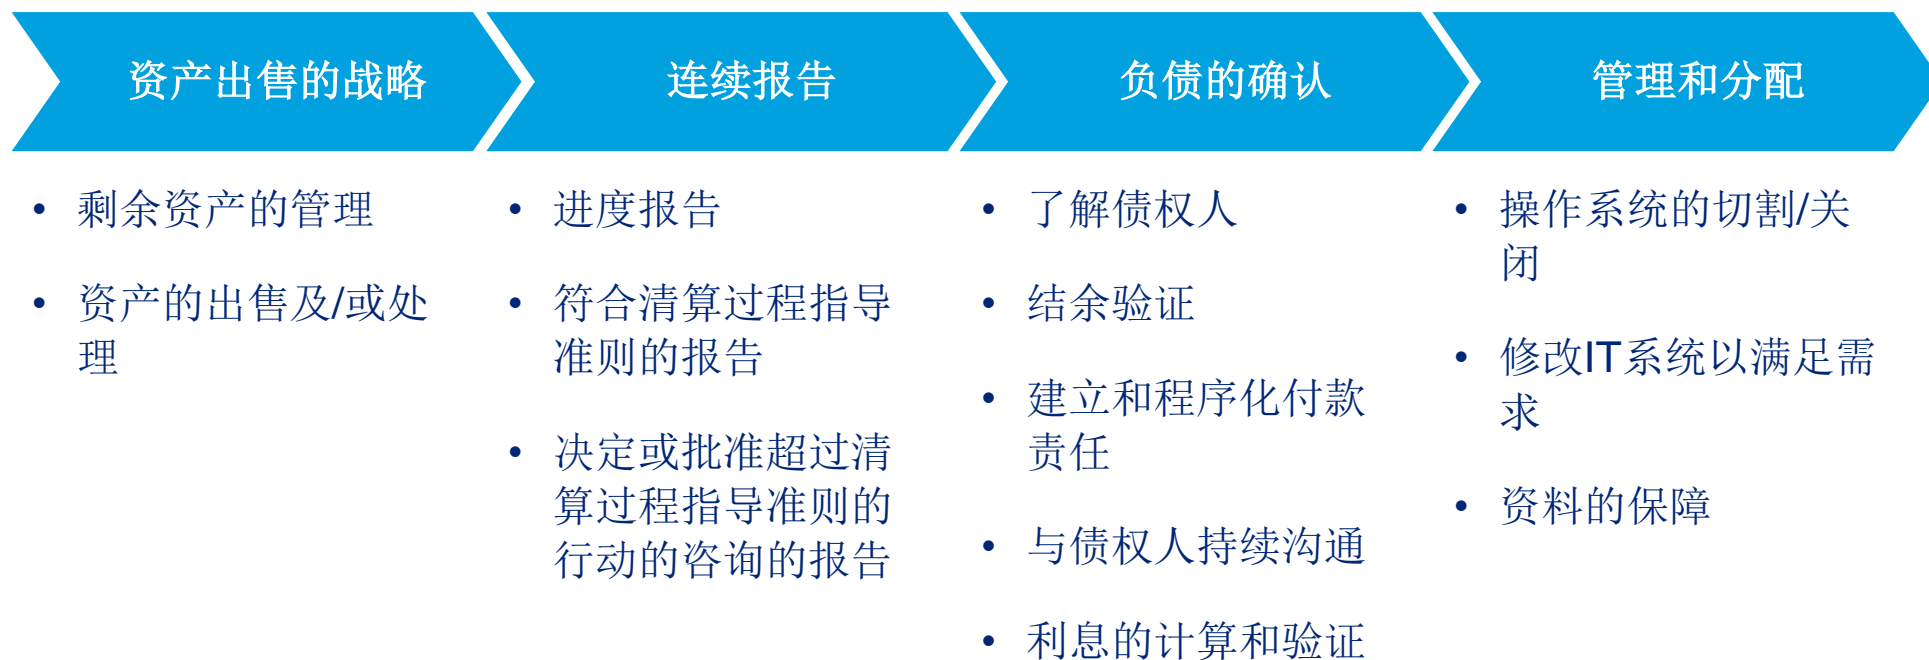 资产出售的战略
连续报告
负债的确认
管理和分配
• 剩余资产的管理
• 资产的出售及/或处
理
• 进度报告
• 符合清算过程指导
准则的报告
• 决定或批准超过清
算过程指导准则的
行动的咨询的报告
• 了解债权人
• 结余验证
• 建立和程序化付款
责任
• 与债权人持续沟通
• 利息的计算和验证
• 操作系统的切割/关
闭
• 修改IT系统以满足需
求
• 资料的保障